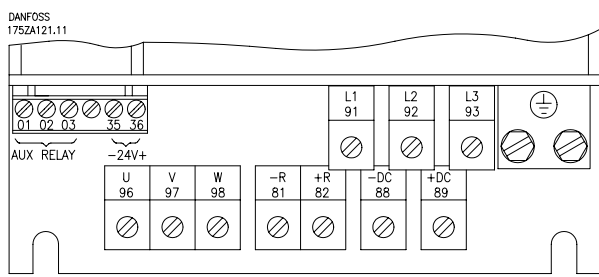 DANFOSS
175ZA121.11
L1 L2 L3
91 92 93
01 02 03 35 36
AUX RELAY -24V+
U V W -R +R -DC +DC
96 97 98 81 82 88 89